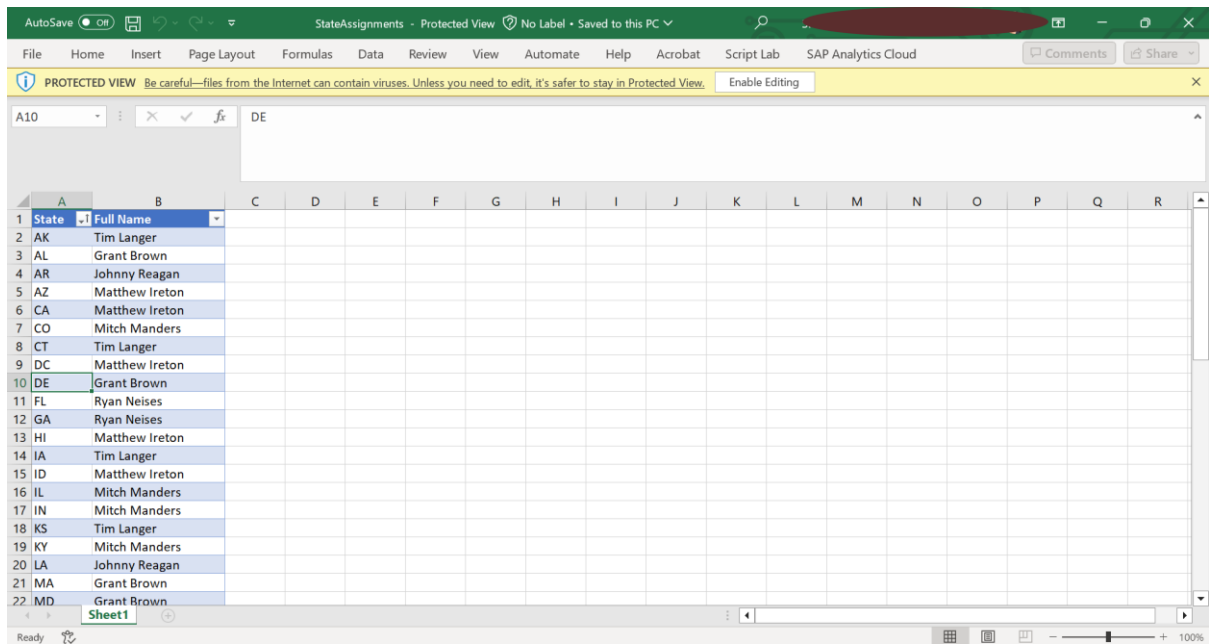 AutoSave Off StateAssignments - Protected View No Label • Saved to this PC
File Home Insert Page Layout Formulas Data Review View Automate Help Acrobat Script Lab SAP Analytics Cloud Comments Share
PROTECTED VIEW Be careful—files from the Internet can contain viruses. Unless you need to edit, it's safer to stay in Protected View. Enable Editing
A10 fx DE
A B C D E F G H I J K L M N O P Q R
1 State Full Name
2 AK Tim Langer
3 AL Grant Brown
4 AR Johnny Reagan
5 AZ Matthew Ireton
6 CA Matthew Ireton
7 CO Mitch Manders
8 CT Tim Langer
9 DC Matthew Ireton
10 DE Grant Brown
11 FL Ryan Neises
12 GA Ryan Neises
13 HI Matthew Ireton
14 IA Tim Langer
15 ID Matthew Ireton
16 IL Mitch Manders
17 IN Mitch Manders
18 KS Tim Langer
19 KY Mitch Manders
20 LA Johnny Reagan
21 MA Grant Brown
22 MD Grant Brown
Sheet1
Ready 100%